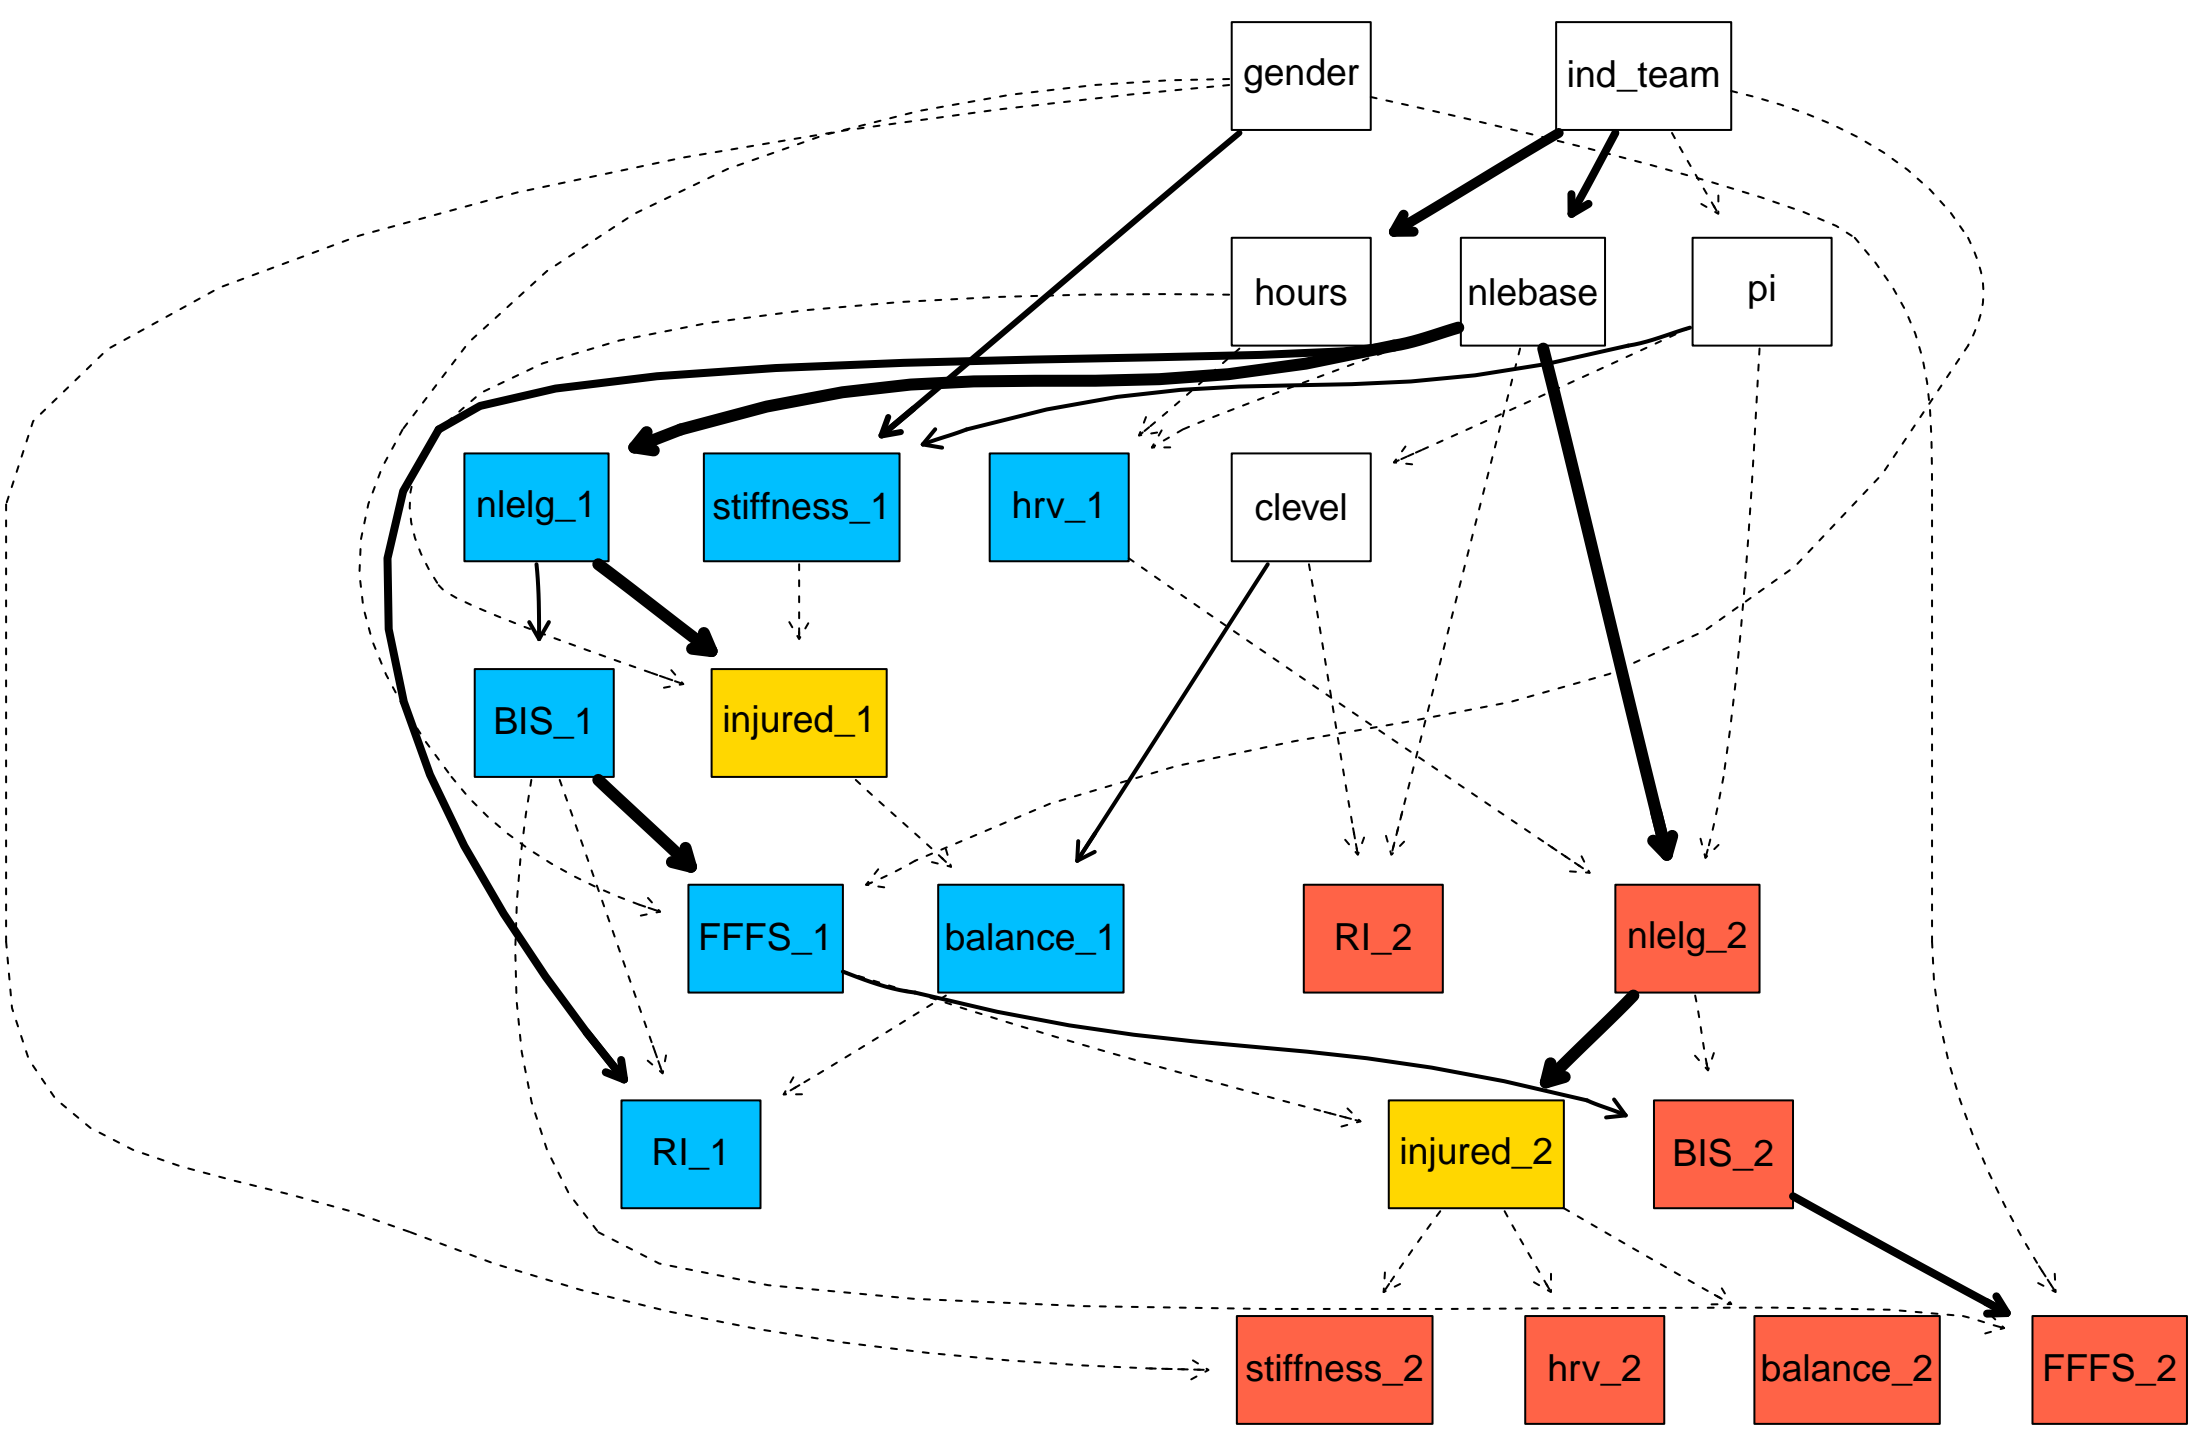 gender
ind_team
hours
nlebase
pi
nlelg_1
stiffness_1
hrv_1
clevel
BIS_1
injured_1
FFFS_1
balance_1
RI_2
nlelg_2
RI_1
injured_2
BIS_2
stiffness_2
hrv_2
balance_2
FFFS_2